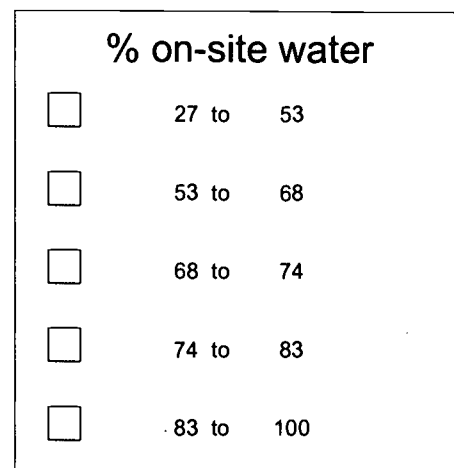 % on-site water
27 to 53
53 to 68
68 to 74
74 to 83
83 to 100